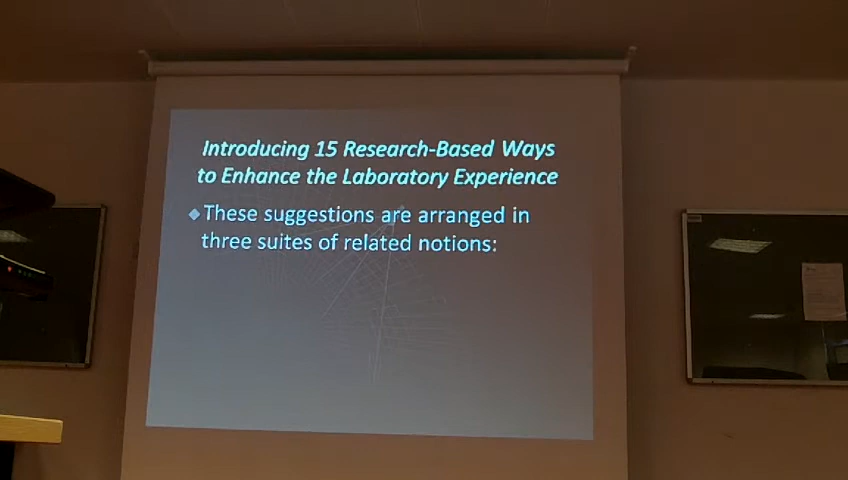 Introducing 15 Research-Based Ways
to Enhance the Laboratory Experience
These suggestions are arranged in
three suites of related notions: